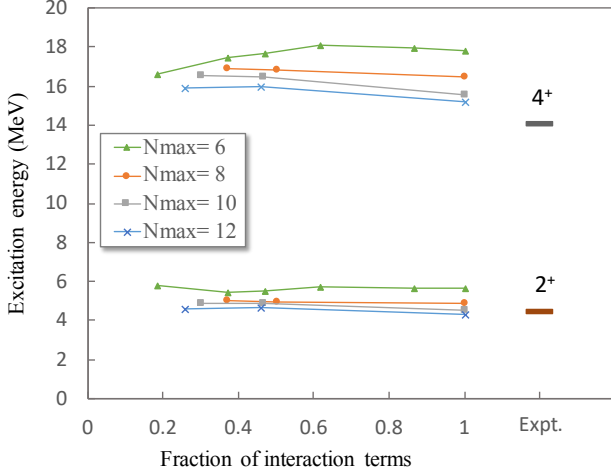 20
18
16
14
12
10
8
6
4
2
0
Excitation energy (MeV)
4+
2+
Nmax= 6
Nmax= 8
Nmax= 10
Nmax= 12
0 0.2 0.4 0.6 0.8 1 Expt.
Fraction of interaction terms